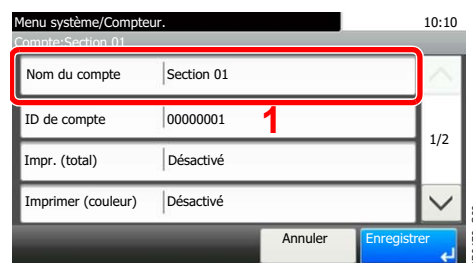 Menu système/Compteur. 10:10
Compte:Section 01
Nom du compte Section 01
ID de compte 00000001 1
1/2
Impr. (total) Désactivé
Imprimer (couleur) Désactivé
Annuler Enregistrer